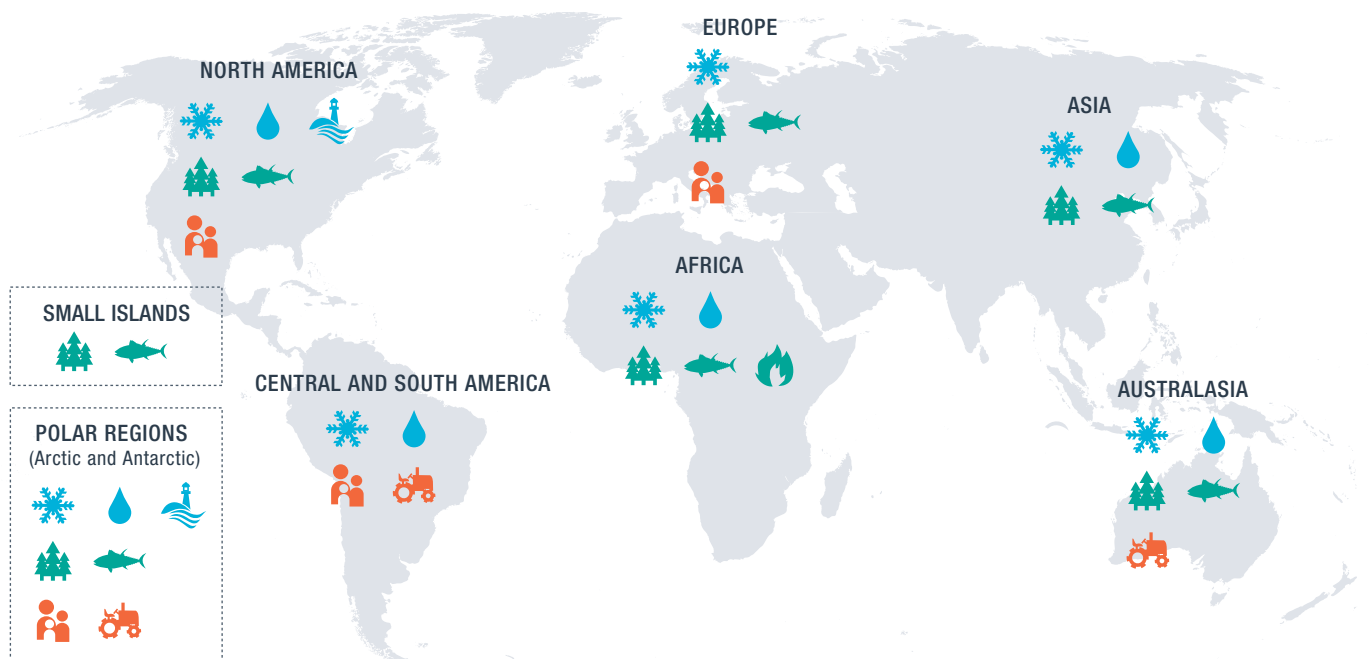 EUROPE
NORTH AMERICA
ASIA
AFRICA
SMALL ISLANDS
CENTRAL AND SOUTH AMERICA
AUSTRALASIA
POLAR REGIONS
(Arctic and Antarctic)